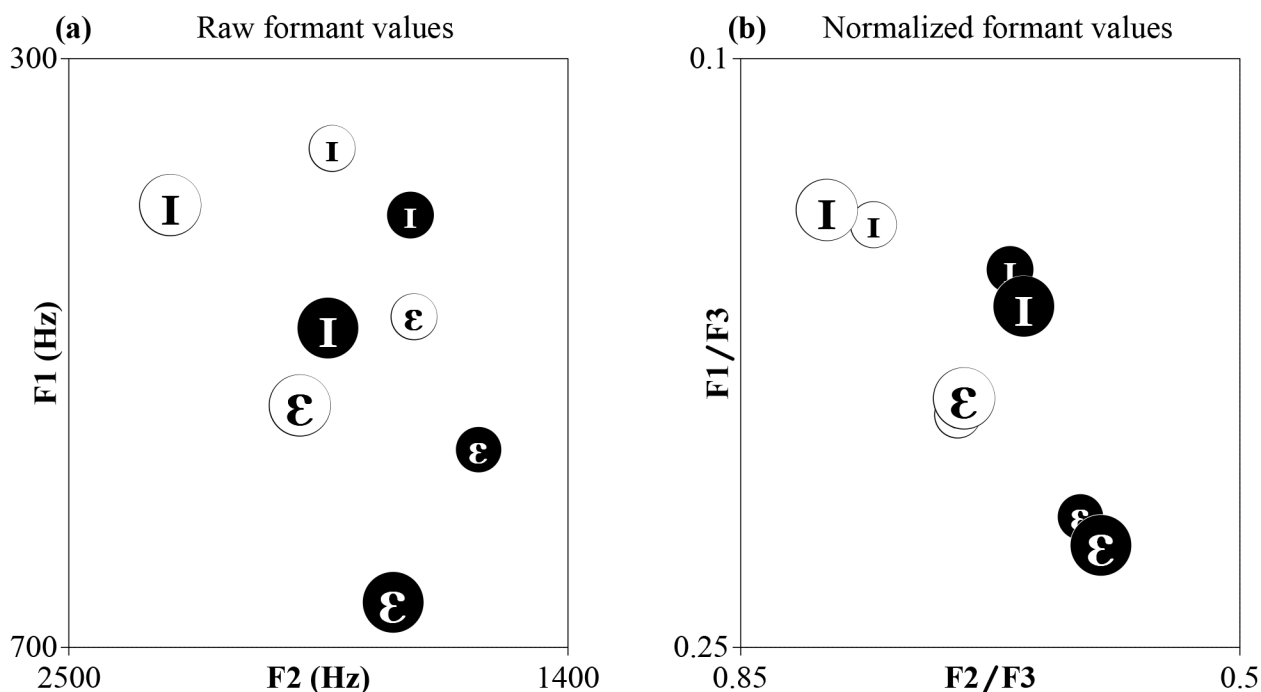 (a) Raw formant values
300
F1 (Hz)
I
I
I
ɛ
I
ɛ
ɛ
ɛ
700
2500
F2 (Hz)
1400
(b) Normalized formant values
0.1
F1/F3
I
I
I
I
ɛ
ɛ
ɛ
0.25
0.85
F2/F3
0.5